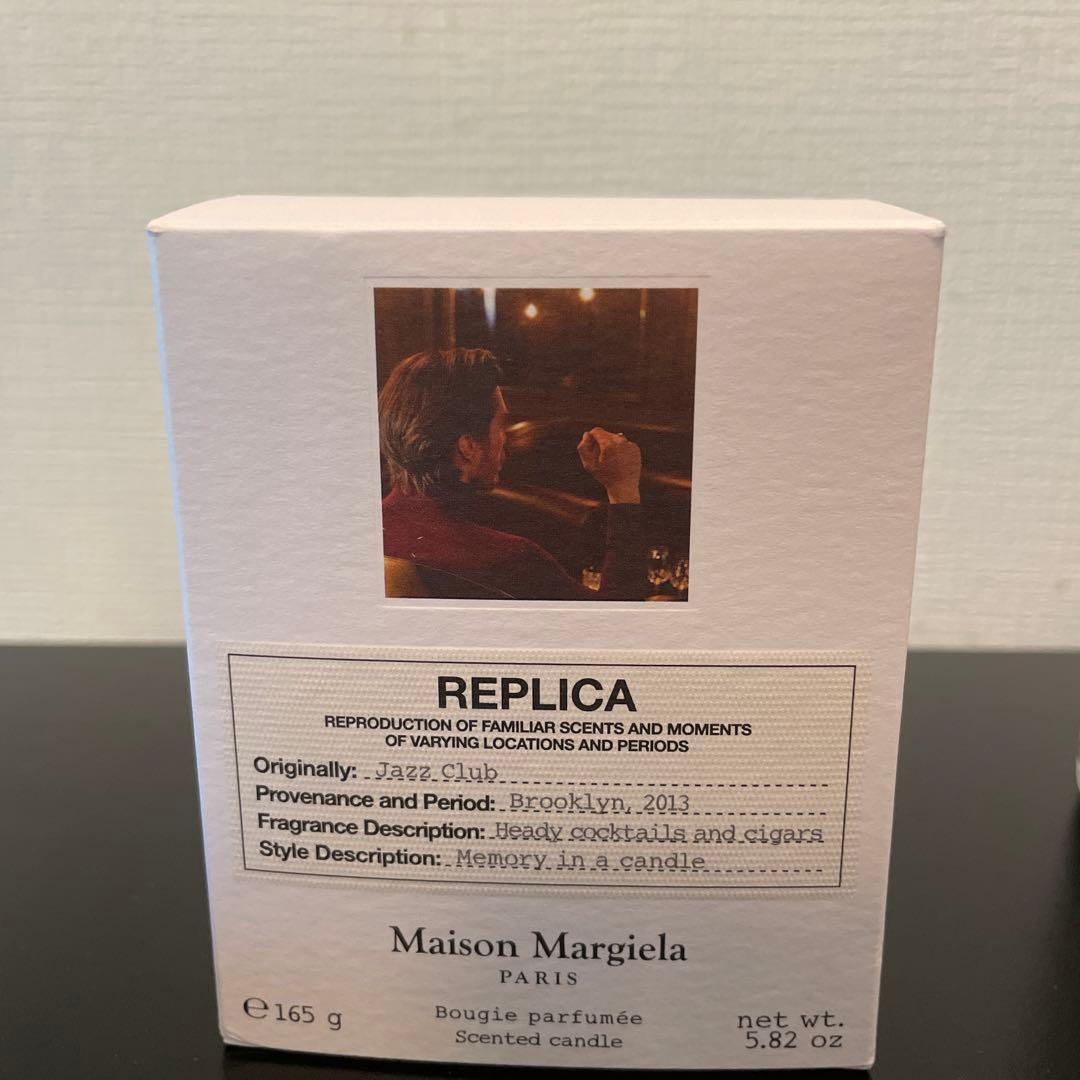 REPLICA
REPRODUCTION OF FAMILIAR SCENTS AND MOMENTS
OF VARYING LOCATIONS AND PERIODS
Originally: Jazz Club
Provenance and Period: Brooklyn, 2013
Fragrance Description: Heady cocktails and cigars
Style Description: Memory in a candle
Maison Margiela
PARIS
℮ 165 g
Bougie parfumée
Scented candle
net wt.
5.82 oz